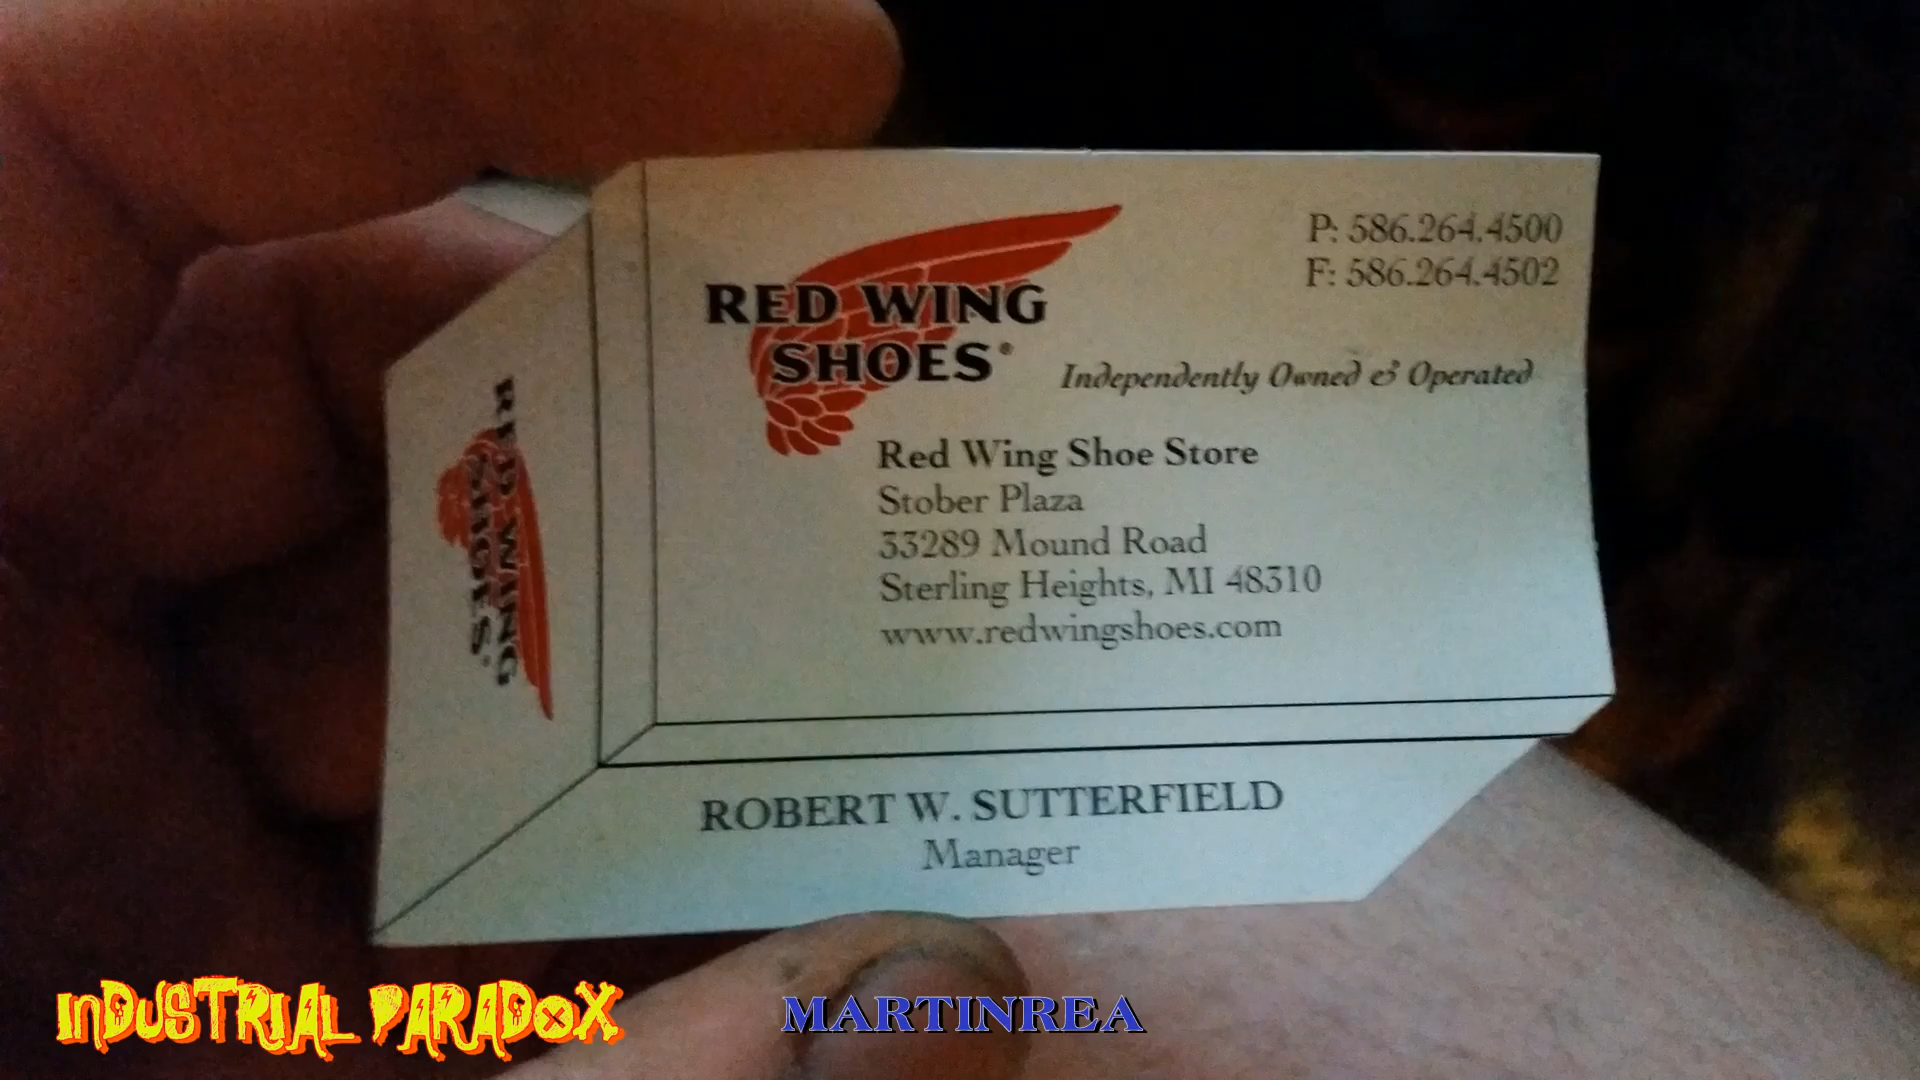 RED WING
SHOES®
P: 586.264.4500
F: 586.264.4502
Independently Owned & Operated
Red Wing Shoe Store
Stober Plaza
33289 Mound Road
Sterling Heights, MI 48310
www.redwingshoes.com
RED WING
SHOES®
ROBERT W. SUTTERFIELD
Manager
INDUSTRIAL PARADOX
MARTINREA